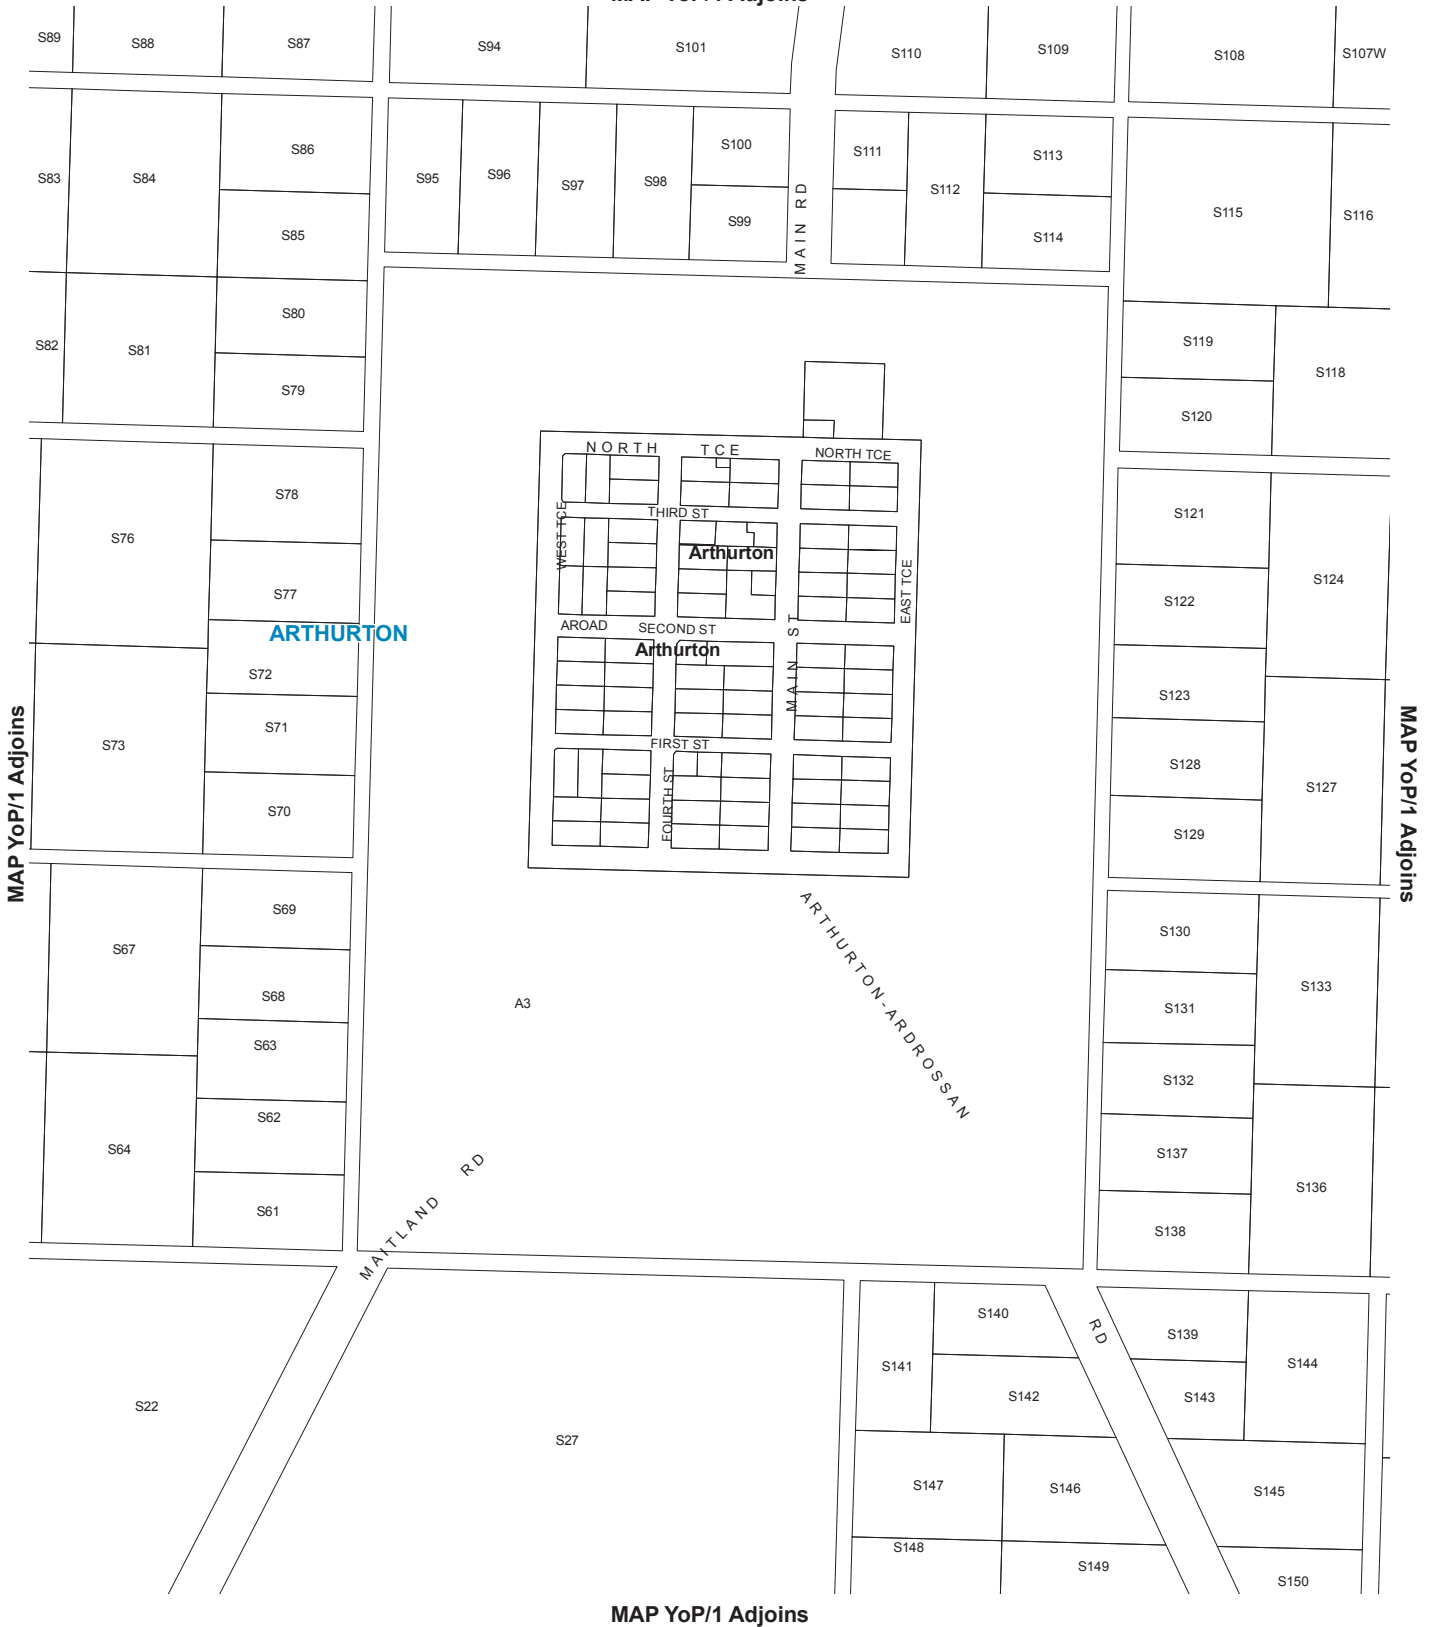 MAP YoP/1 Adjoins
S89
S88
S87
S94
S101
S110
S109
S108
S107W
S83
S84
S86
S85
S95
S96
S97
S98
S100
S99
MAIN RD
S111
S112
S113
S114
S115
S116
S82
S81
S80
S79
S119
S120
S118
NORTH TCE
NORTH TCE
WEST TCE
THIRD ST
Arthurton
EAST TCE
AROAD
SECOND ST
Arthurton
MAIN ST
FIRST ST
FOURTH ST
S76
S78
S77
ARTHURTON
S72
S71
S73
S70
S121
S122
S124
S123
S128
S127
S129
MAP YoP/1 Adjoins
MAP YoP/1 Adjoins
S69
S67
S68
S63
S62
S64
S61
A3
ARTHURTON-ARDROSSAN
RD
MAITLAND RD
S130
S131
S133
S132
S137
S136
S138
S22
S27
S141
S140
S142
S139
S143
S144
S147
S146
S145
S148
S149
S150
MAP YoP/1 Adjoins